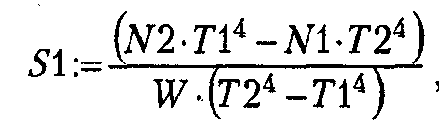 S1:= (N2·T1⁴–N1·T2⁴) / W·(T2⁴–T1⁴) ,